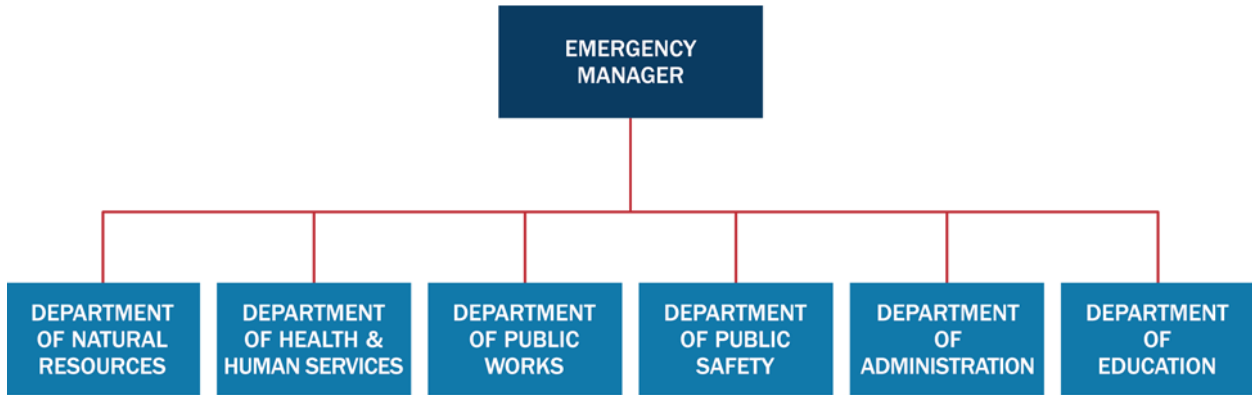 EMERGENCY
MANAGER
DEPARTMENT
OF NATURAL
RESOURCES
DEPARTMENT
OF HEALTH &
HUMAN SERVICES
DEPARTMENT
OF PUBLIC
WORKS
DEPARTMENT
OF PUBLIC
SAFETY
DEPARTMENT
OF
ADMINISTRATION
DEPARTMENT
OF
EDUCATION